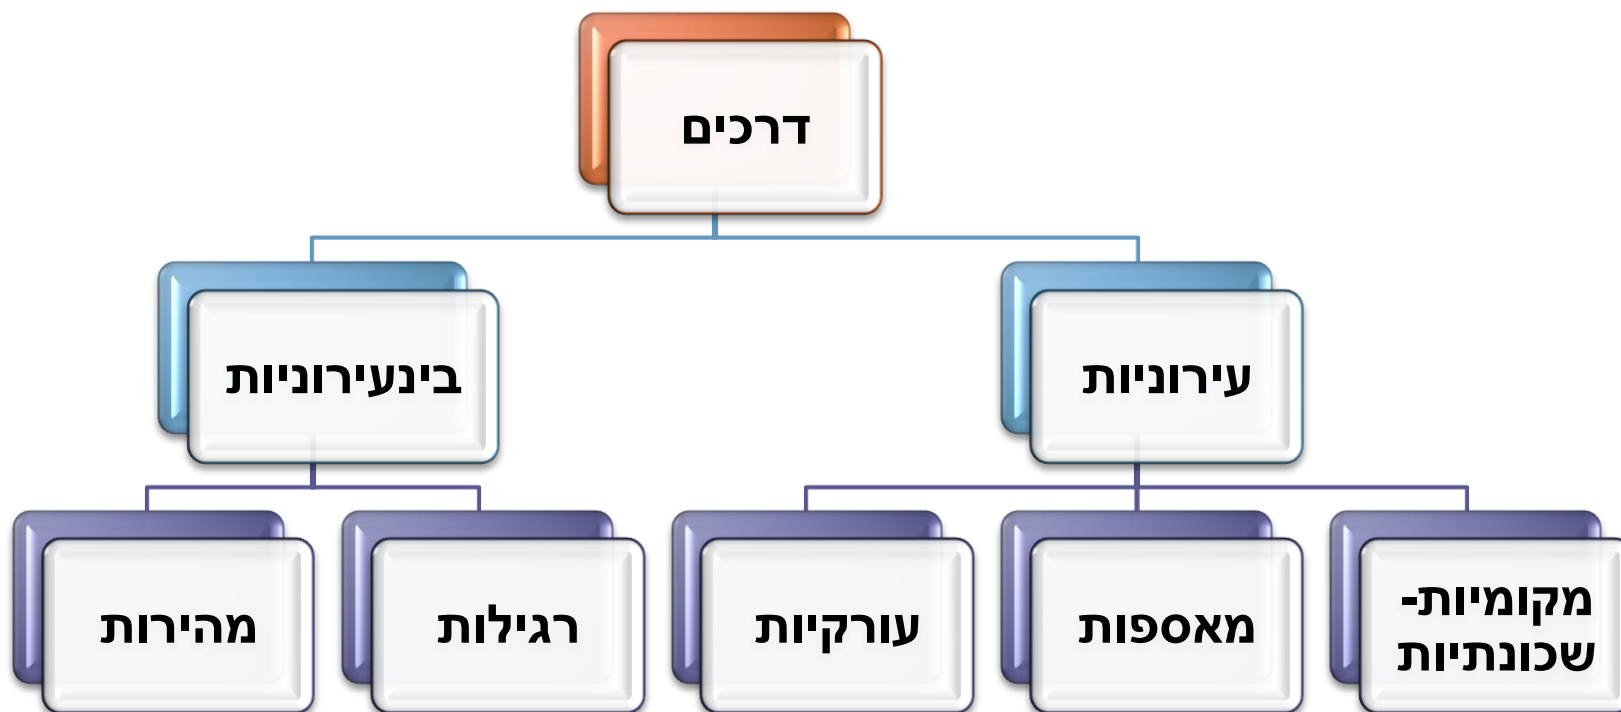 דרכים
עירוניות
בינעירוניות
מקומיות-
שכונתיות
מאספות
עורקיות
רגילות
מהירות